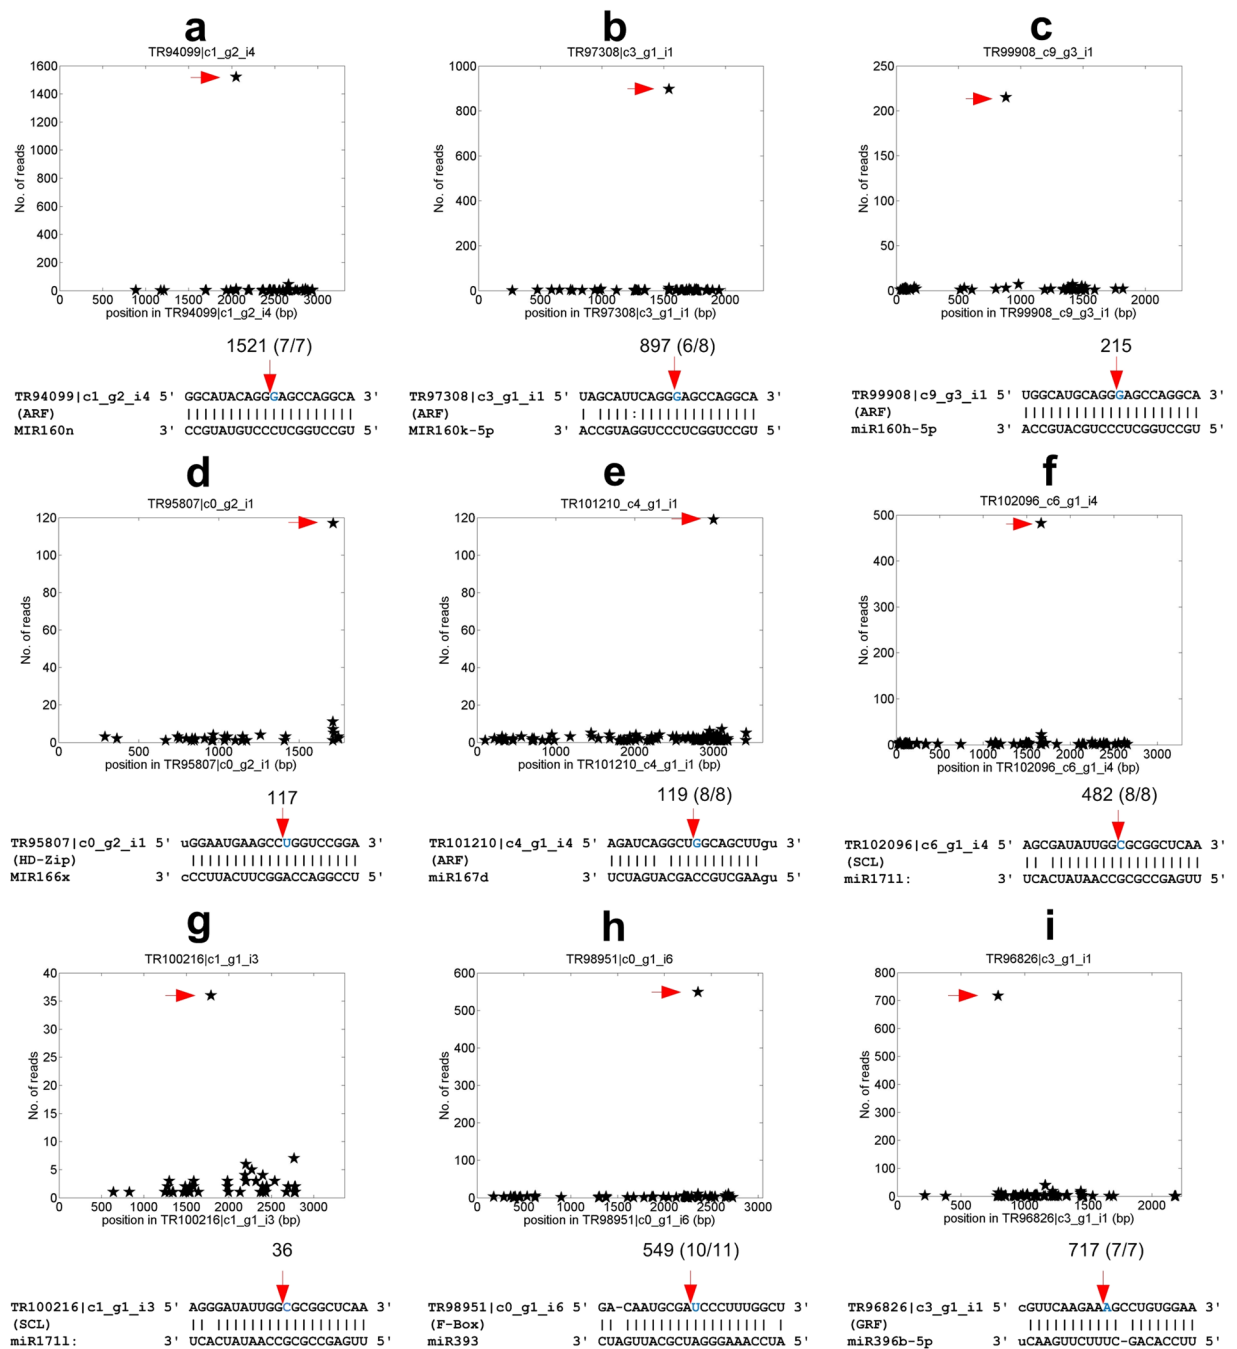 a
TR94099|c1_g2_i4
1600
1400
1200
1000
800
600
400
200
0
No. of reads
0 500 1000 1500 2000 2500 3000
position in TR94099|c1_g2_i4 (bp)
1521 (7/7)
TR94099|c1_g2_i4 5' GGCAUACAGGGAGCCAGGCA 3'
(ARF)
MIR160n 3' CCGUAUGUCCCUCGGUCCGU 5'
b
TR97308|c3_g1_i1
1000
800
600
400
200
0
No. of reads
0 500 1000 1500 2000
position in TR97308|c3_g1_i1 (bp)
897 (6/8)
TR97308|c3_g1_i1 5' UAGCAUUCAGGGAGCCAGGCA 3'
(ARF)
MIR160k-5p 3' ACCGUAGGUCCCUCGGUCCGU 5'
c
TR99908_c9_g3_i1
250
200
150
100
50
0
No. of reads
0 500 1000 1500 2000
position in TR99908_c9_g3_i1 (bp)
215
TR99908|c9_g3_i1 5' UGGCAUGCAGGGAGCCAGGCA 3'
(ARF)
miR160h-5p 3' ACCGUACGUCCCUCGGUCCGU 5'
d
TR95807|c0_g2_i1
120
100
80
60
40
20
0
No. of reads
0 500 1000 1500
position in TR95807|c0_g2_i1 (bp)
117
TR95807|c0_g2_i1 5' uGGAAUGAAGCCUGGUCCGGA 3'
(HD-Zip)
MIR166x 3' cCCUUACUUCGGACCAGGCCU 5'
e
TR101210_c4_g1_i1
120
100
80
60
40
20
0
No. of reads
0 1000 2000 3000
position in TR101210_c4_g1_i1 (bp)
119 (8/8)
TR101210|c4_g1_i4 5' AGAUCAGGCUGGCAGCUUgu 3'
(ARF)
miR167d 3' UCUAGUACGACCGUCGAAgu 5'
f
TR102096_c6_g1_i4
500
400
300
200
100
0
No. of reads
0 500 1000 1500 2000 2500 3000
position in TR102096_c6_g1_i4 (bp)
482 (8/8)
TR102096|c6_g1_i4 5' AGCGAUAUUGGCGCGGCUCAA 3'
(SCL)
miR171l: 3' UCACUAUAACCGCGCCGAGUU 5'
g
TR100216|c1_g1_i3
40
35
30
25
20
15
10
5
0
No. of reads
0 500 1000 1500 2000 2500 3000
position in TR100216|c1_g1_i3 (bp)
36
TR100216|c1_g1_i3 5' AGGGAUAUUGGCGCGGCUCAA 3'
(SCL)
miR171l: 3' UCACUAUAACCGCGCCGAGUU 5'
h
TR98951|c0_g1_i6
600
500
400
300
200
100
0
No. of reads
0 500 1000 1500 2000 2500 3000
position in TR98951|c0_g1_i6 (bp)
549 (10/11)
TR98951|c0_g1_i6 5' GA-CAAUGCGAUCCCUUUGGCU 3'
(F-Box)
miR393 3' CUAGUUACGCUAGGGAAACCUA 5'
i
TR96826|c3_g1_i1
800
700
600
500
400
300
200
100
0
No. of reads
0 500 1000 1500 2000
position in TR96826|c3_g1_i1 (bp)
717 (7/7)
TR96826|c3_g1_i1 5' cGUUCAAGAAAGCCUGUGGAA 3'
(GRF)
miR396b-5p 3' uCAAGUUCUUUC-GACACCUU 5'